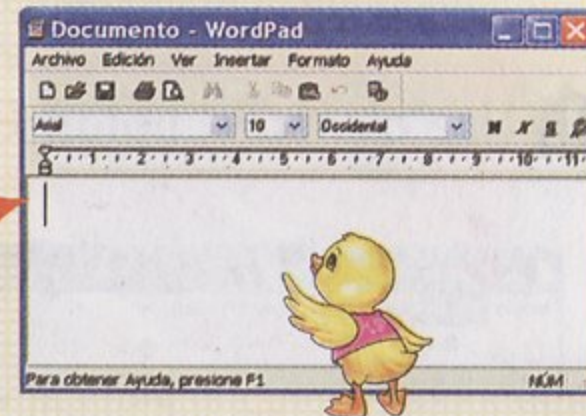 Documento - WordPad
Archivo Edición Ver Insertar Formato Ayuda
Arial 10 Occidental N K S
1 2 3 4 5 6 7 8 9 10 11
Para obtener Ayuda, presione F1 NÚM